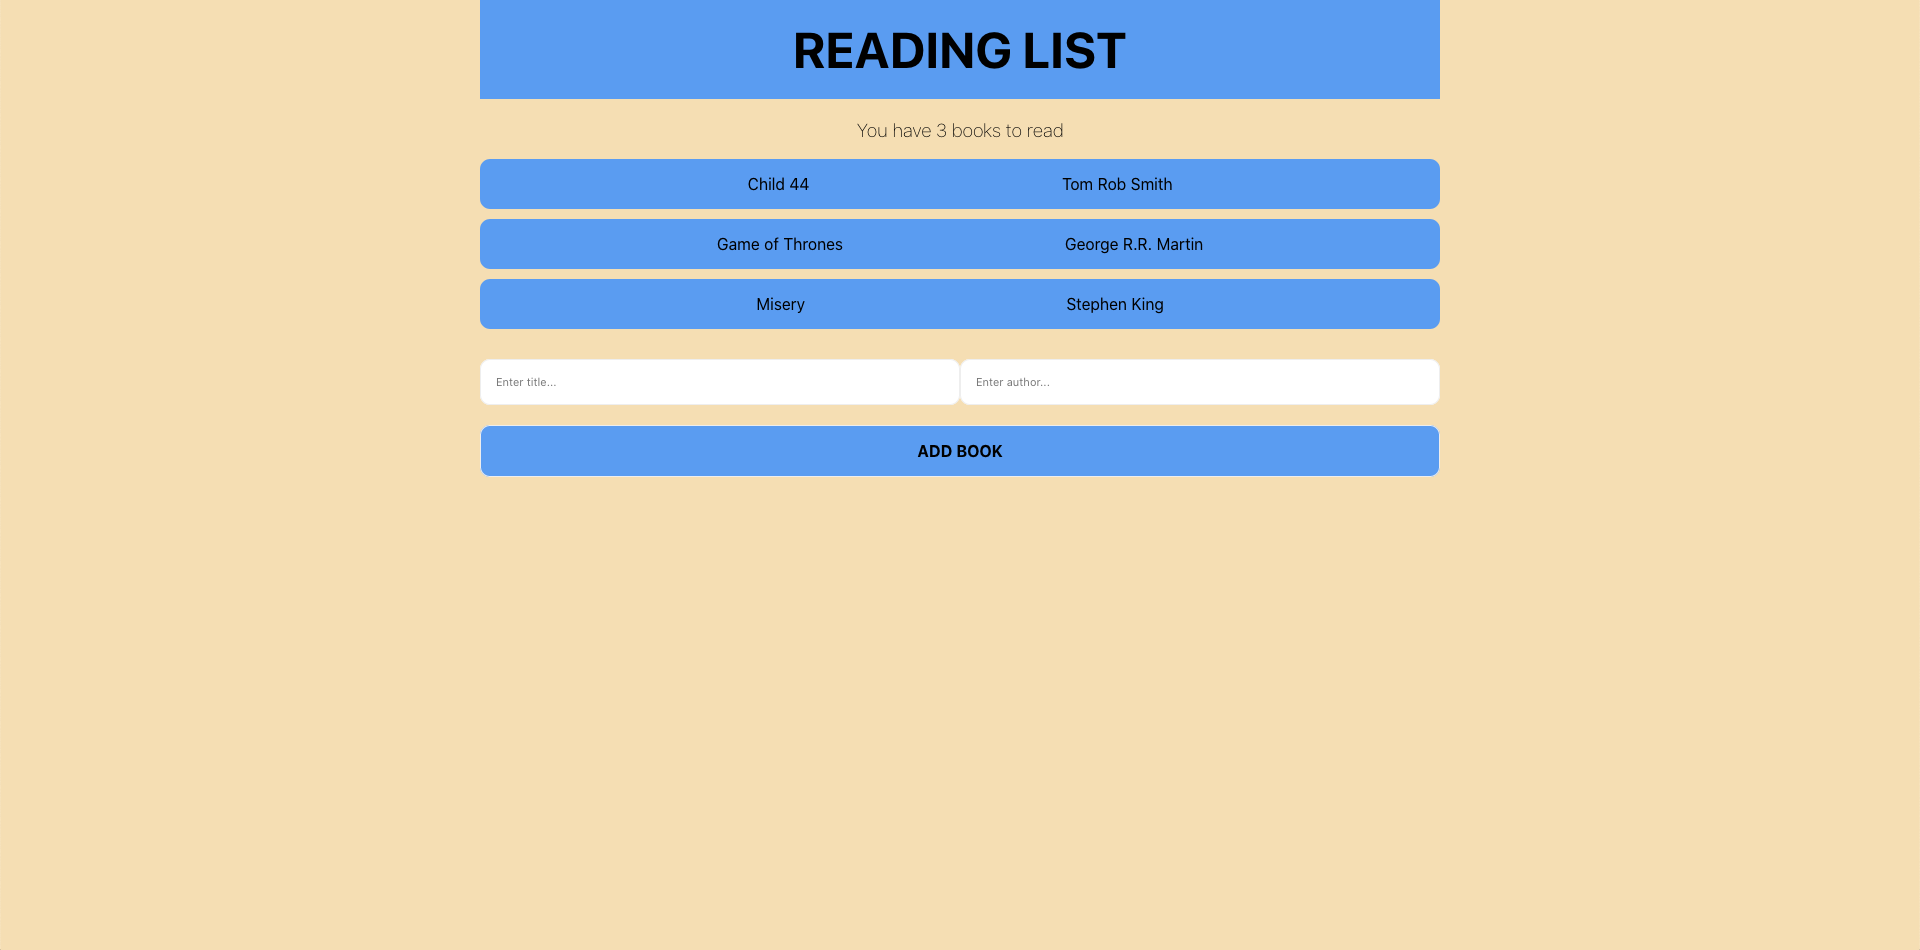 READING LIST
You have 3 books to read
Child 44 Tom Rob Smith
Game of Thrones George R.R. Martin
Misery Stephen King
Enter title... Enter author...
ADD BOOK